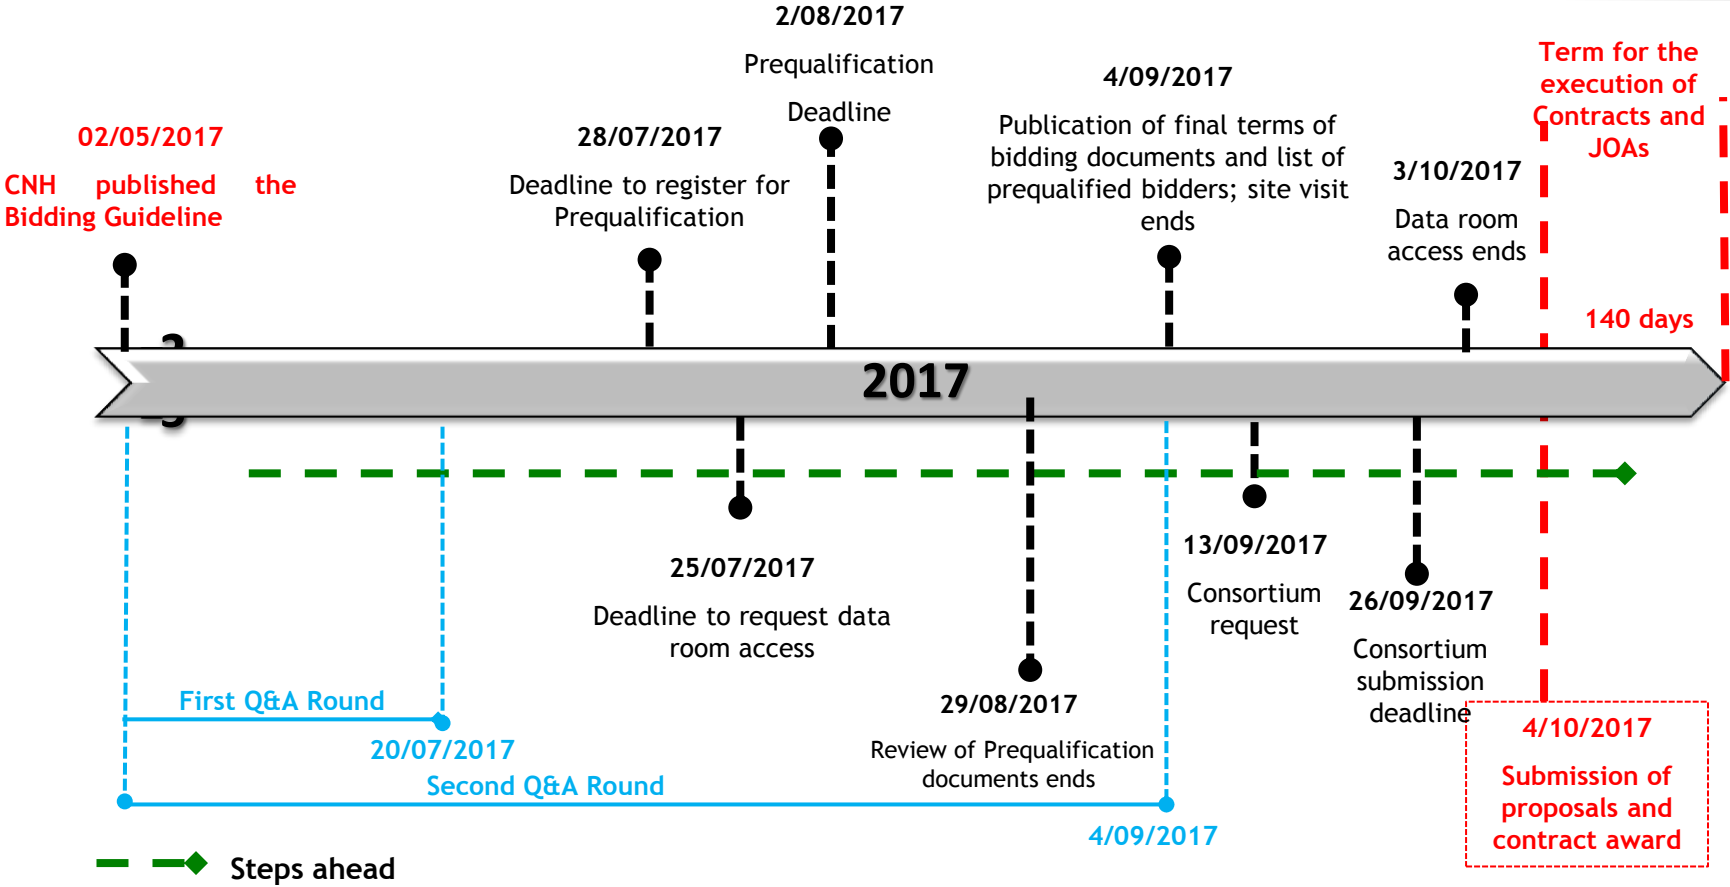 2/08/2017
Prequalification
Deadline
02/05/2017
CNH published the
Bidding Guideline
28/07/2017
Deadline to register for
Prequalification
4/09/2017
Publication of final terms of
bidding documents and list of
prequalified bidders; site visit
ends
3/10/2017
Data room
access ends
Term for the
execution of
Contracts and
JOAs
140 days
2017
25/07/2017
Deadline to request data
room access
29/08/2017
Review of Prequalification
documents ends
13/09/2017
Consortium
request
26/09/2017
Consortium
submission
deadline
4/10/2017
Submission of
proposals and
contract award
First Q&A Round
20/07/2017
Second Q&A Round
4/09/2017
Steps ahead